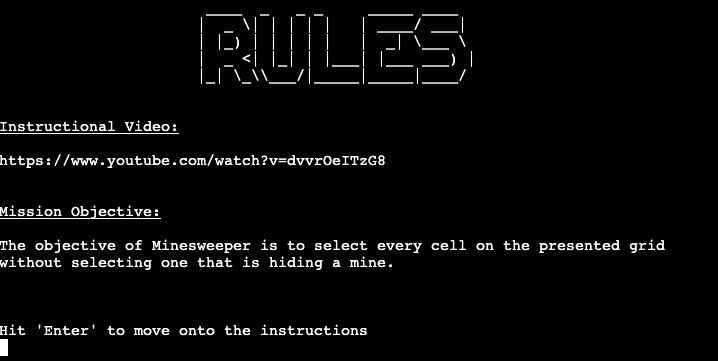 RULES
Instructional Video:
https://www.youtube.com/watch?v=dvvrOeITzG8
Mission Objective:
The objective of Minesweeper is to select every cell on the presented grid
without selecting one that is hiding a mine.
Hit 'Enter' to move onto the instructions